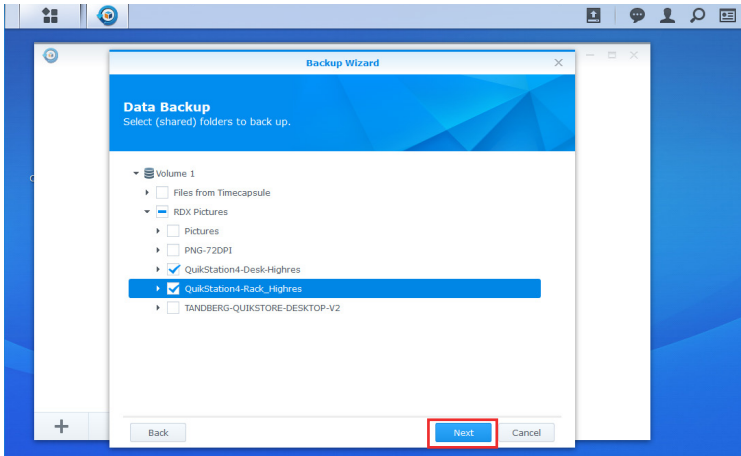 Backup Wizard
Data Backup
Select (shared) folders to back up.
Volume 1
Files from Timecapsule
RDX Pictures
Pictures
PNG-72DPI
QuikStation4-Desk-Highres
QuikStation4-Rack_Highres
TANDBERG-QUIKSTORE-DESKTOP-V2
Back
Next
Cancel